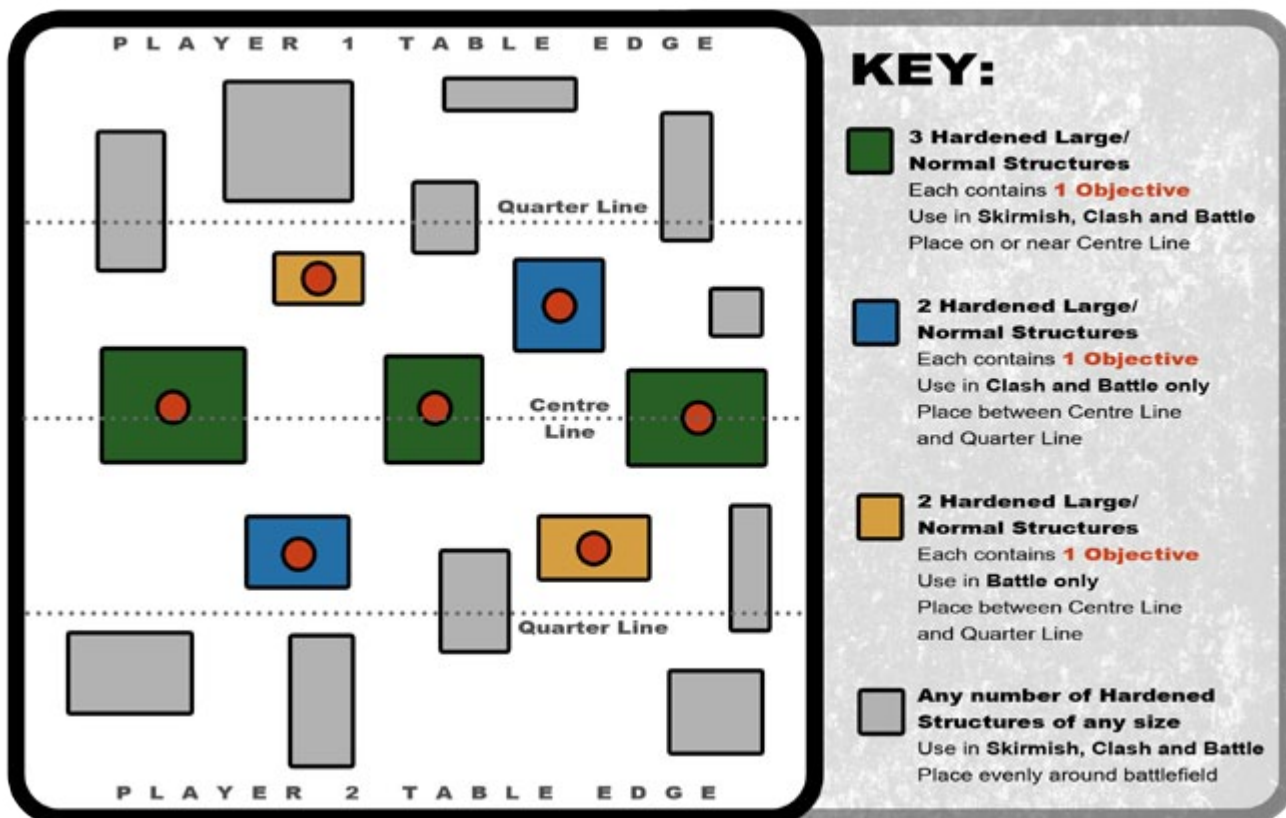 PLAYER 1 TABLE EDGE
Quarter Line
Centre
Line
Quarter Line
PLAYER 2 TABLE EDGE
KEY:
3 Hardened Large/
Normal Structures
Each contains 1 Objective
Use in Skirmish, Clash and Battle
Place on or near Centre Line
2 Hardened Large/
Normal Structures
Each contains 1 Objective
Use in Clash and Battle only
Place between Centre Line
and Quarter Line
2 Hardened Large/
Normal Structures
Each contains 1 Objective
Use in Battle only
Place between Centre Line
and Quarter Line
Any number of Hardened
Structures of any size
Use in Skirmish, Clash and Battle
Place evenly around battlefield